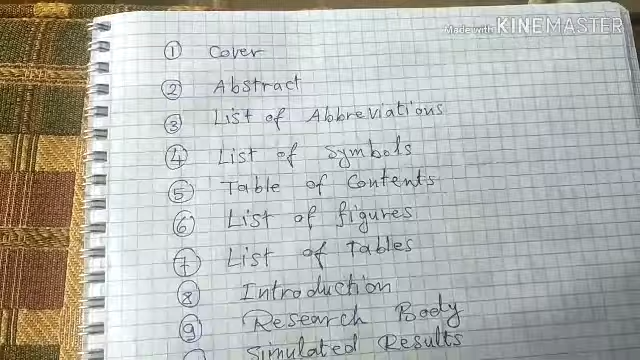 Made with KINEMASTER
① Cover
② Abstract
③ List of Abbreviations
④ List of symbols
⑤ Table of Contents
⑥ List of figures
⑦ List of Tables
⑧ Introduction
⑨ Research Body
Simulated Results